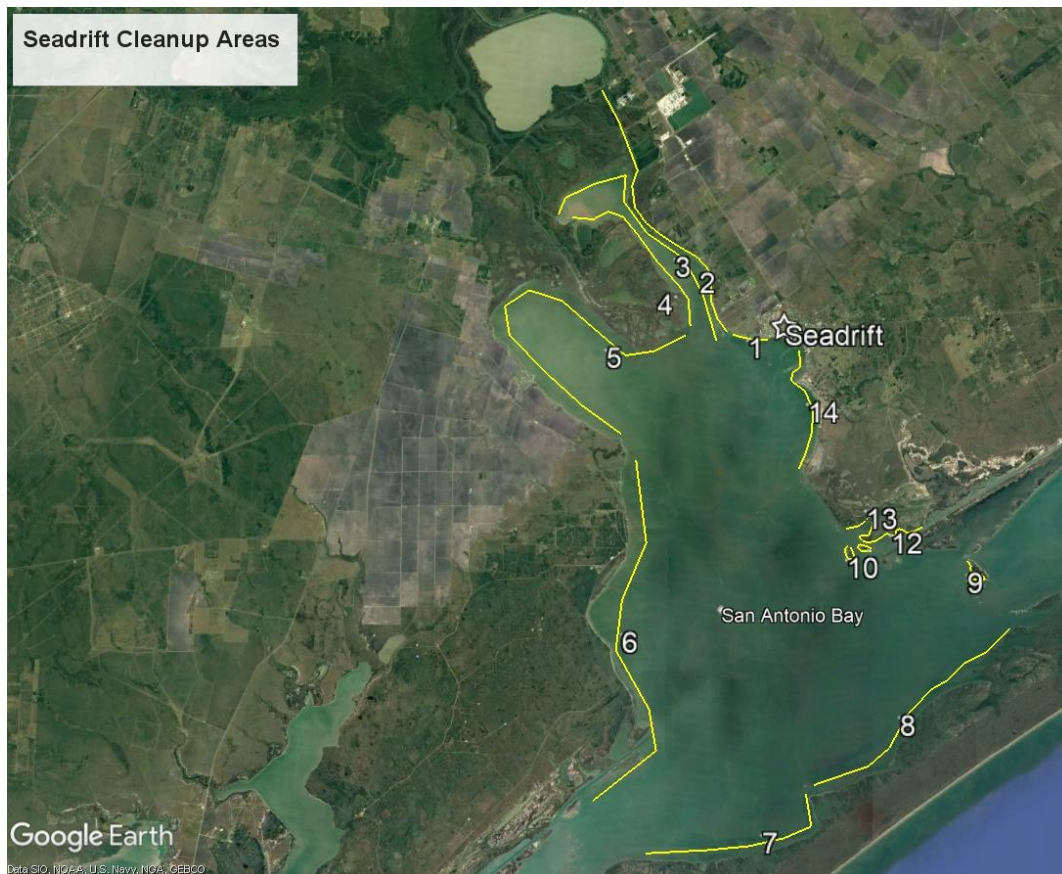 Seadrift Cleanup Areas
3
2
4
Seadrift
1
5
14
13
12
10
9
San Antonio Bay
6
8
7
Google Earth
Data SIO, NOAA, U.S. Navy, NGA, GEBCO